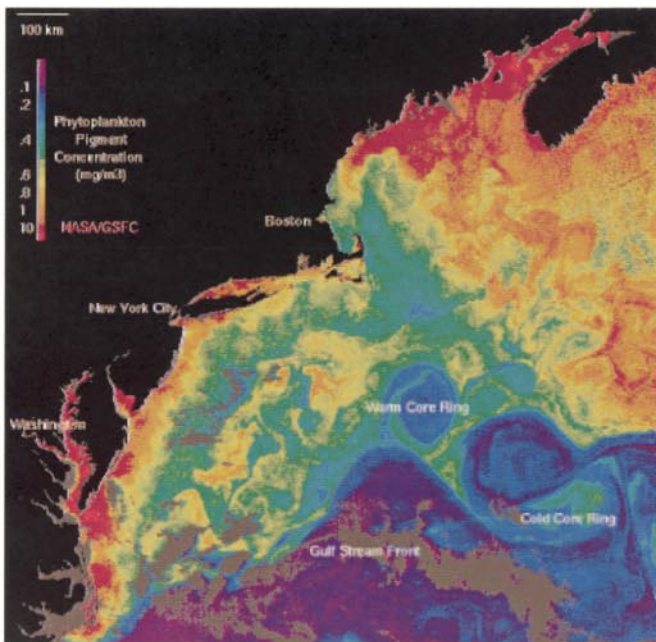 100 km
.1
.2
.4
.6
.8
1
10
Phytoplankton
Pigment
Concentration
(mg/m3)
NASA/GSFC
Boston
New York City
Washington
Warm Core Ring
Cold Core Ring
Gulf Stream Front